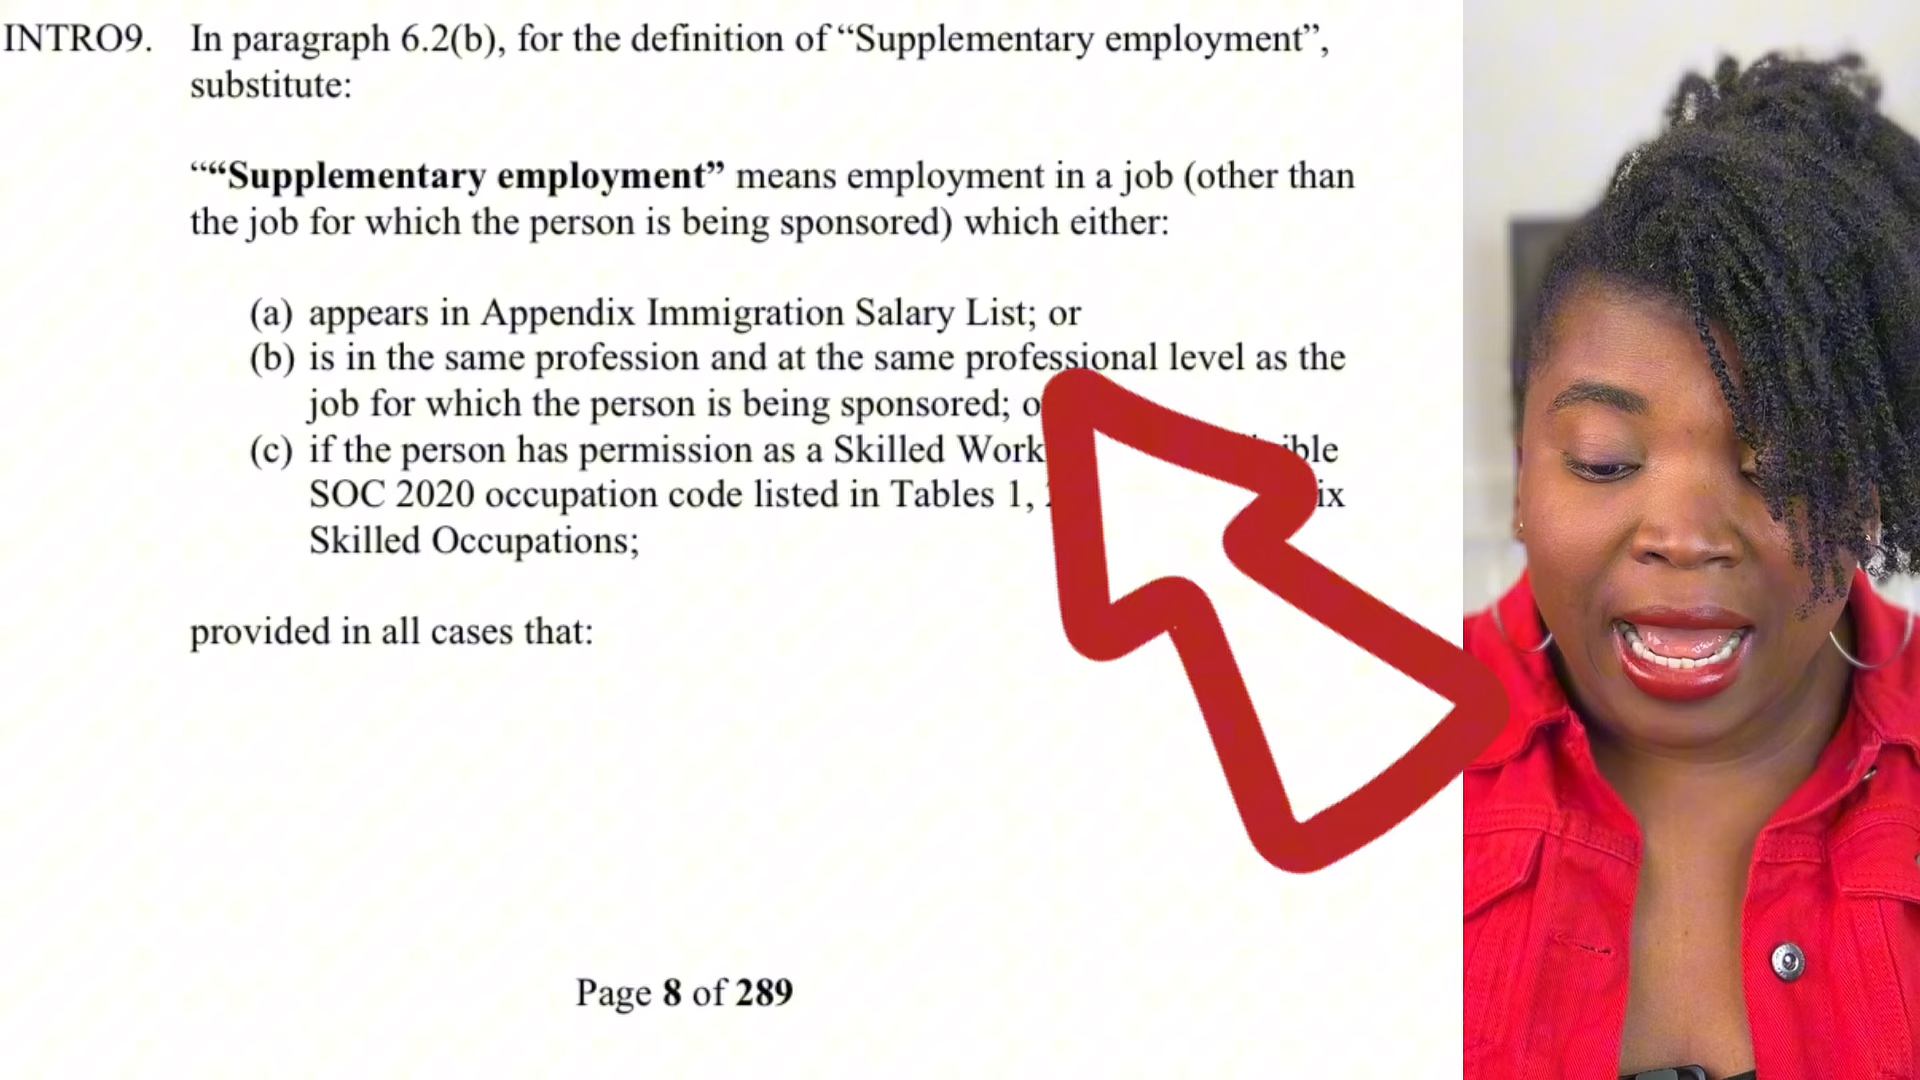 INTRO9. In paragraph 6.2(b), for the definition of “Supplementary employment”,
substitute:
““Supplementary employment” means employment in a job (other than
the job for which the person is being sponsored) which either:
(a) appears in Appendix Immigration Salary List; or
(b) is in the same profession and at the same professional level as the
job for which the person is being sponsored;
(c) if the person has permission as a Skilled
SOC 2020 occupation code listed in Tables 1,
Skilled Occupations;
provided in all cases that:
Page 8 of 289